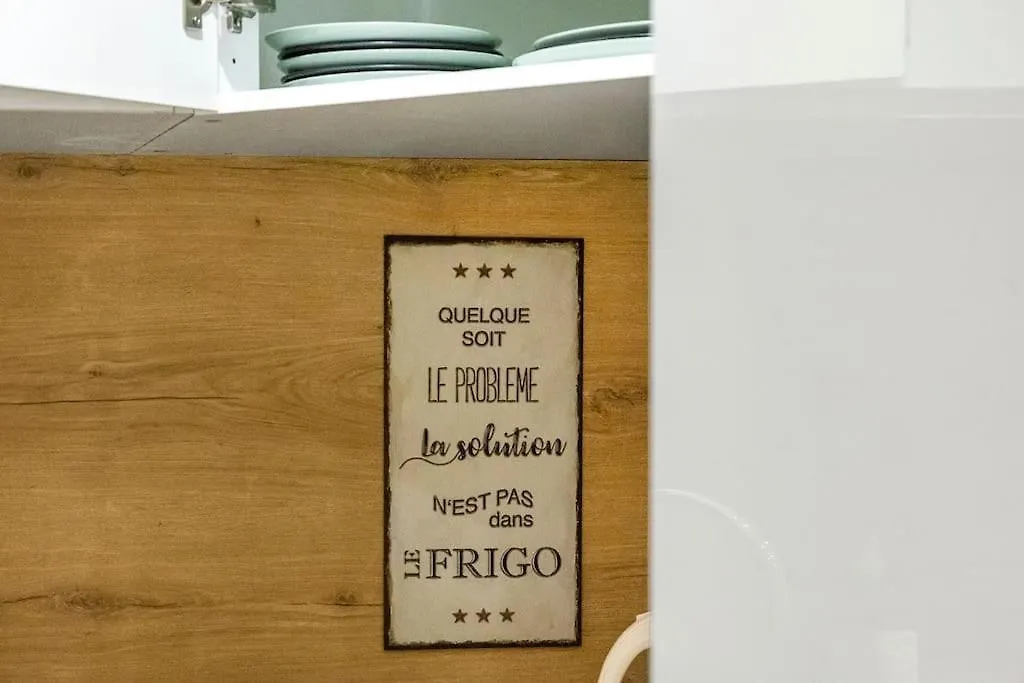 QUELQUE
SOIT
LE PROBLEME
La solution
N'EST PAS
dans
LE FRIGO